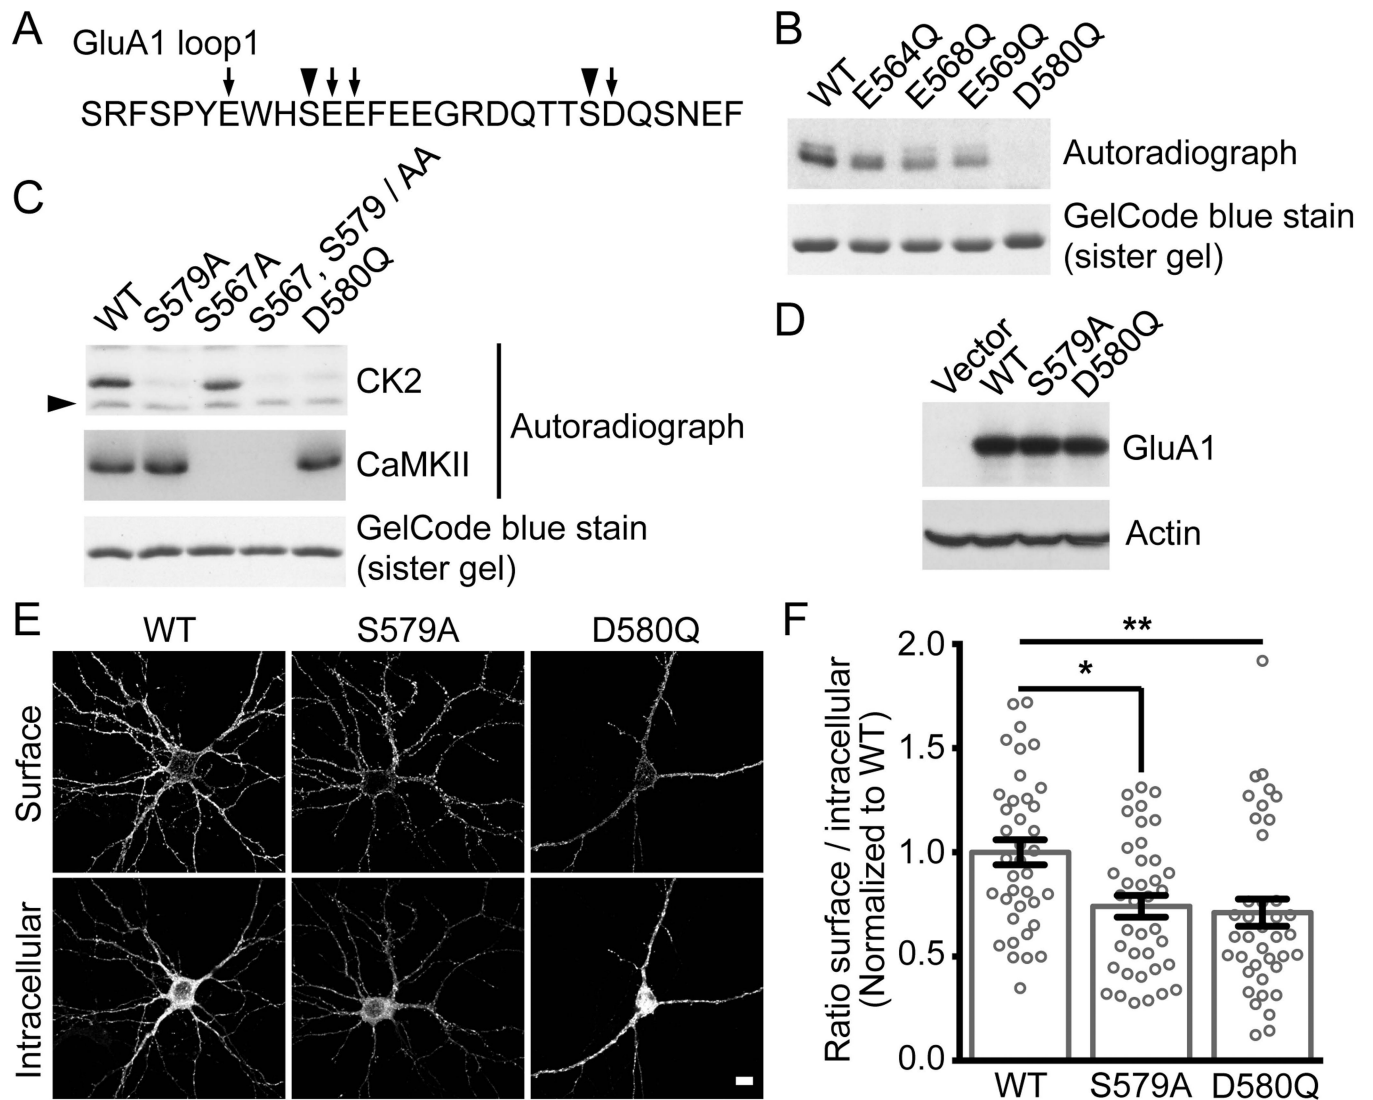 A
GluA1 loop1
SRFSPYEWHSEEFEEGRDQTTSDQSNEF
B
WT
E564Q
E568Q
E569Q
D580Q
Autoradiograph
GelCode blue stain
(sister gel)
C
WT
S579A
S567A
S567, S579 / AA
D580Q
CK2
CaMKII
Autoradiograph
GelCode blue stain
(sister gel)
D
Vector
WT
S579A
D580Q
GluA1
Actin
E
WT S579A D580Q
Surface
Intracellular
F
Ratio surface / intracellular
(Normalized to WT)
2.0
1.5
1.0
0.5
0.0
**
*
WT S579A D580Q